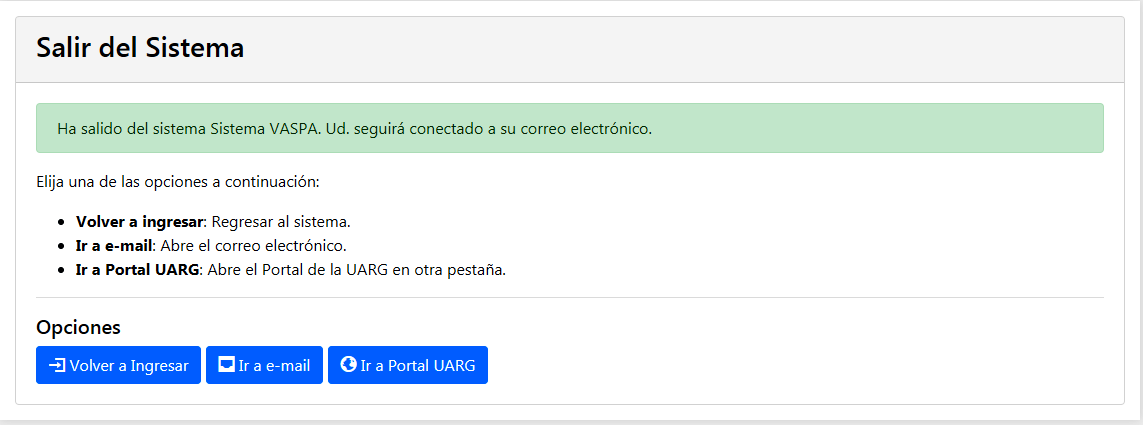 Salir del Sistema
Ha salido del sistema Sistema VASPA. Ud. seguirá conectado a su correo electrónico.
Elija una de las opciones a continuación:
Volver a ingresar: Regresar al sistema.
Ir a e-mail: Abre el correo electrónico.
Ir a Portal UARG: Abre el Portal de la UARG en otra pestaña.
Opciones
Volver a Ingresar Ir a e-mail Ir a Portal UARG